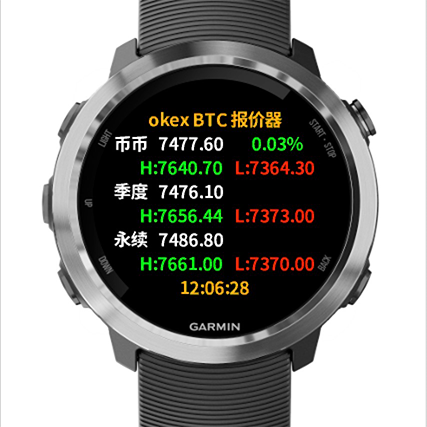 okex BTC 报价器
LIGHT
START • STOP
币币 7477.60 0.03%
H:7640.70 L:7364.30
季度 7476.10
UP
H:7656.44 L:7373.00
永续 7486.80
H:7661.00 L:7370.00
DOWN
BACK
12:06:28
GARMIN